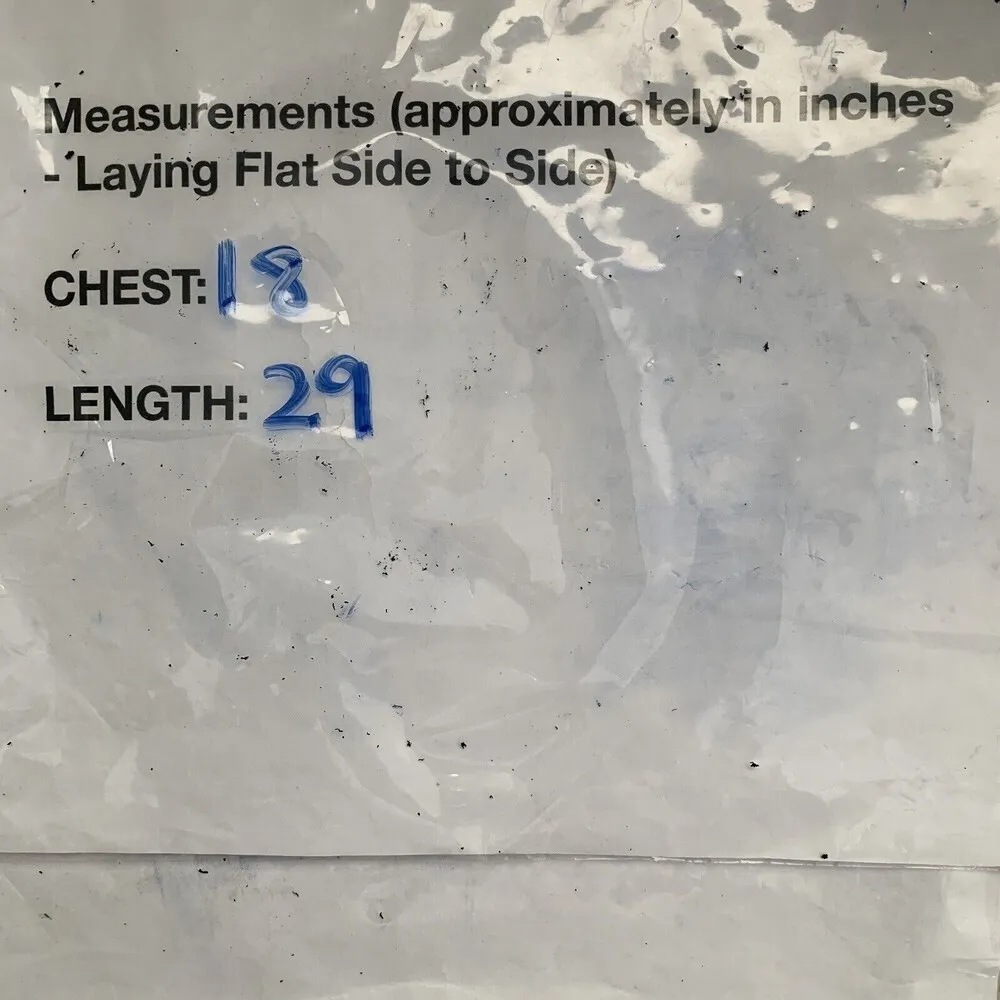 Measurements (approximately in inches
- Laying Flat Side to Side)
CHEST: 18
LENGTH: 29